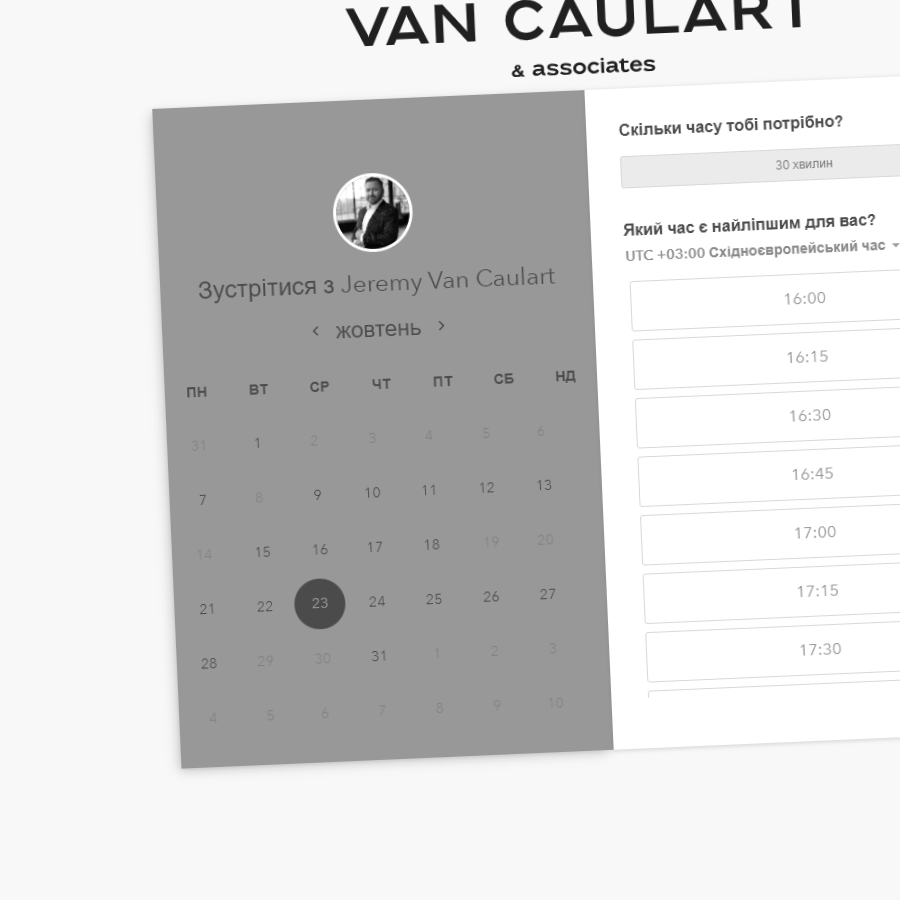 VAN CAULART
& associates
Зустрітися з Jeremy Van Caulart
‹ жовтень ›
ПН ВТ СР ЧТ ПТ СБ НД
31 1 2 3 4 5 6
7 8 9 10 11 12 13
14 15 16 17 18 19 20
21 22 23 24 25 26 27
28 29 30 31 1 2 3
4 5 6 7 8 9 10
Скільки часу тобі потрібно?
30 хвилин
Який час є найліпшим для вас?
UTC +03:00 Східноєвропейський час
16:00
16:15
16:30
16:45
17:00
17:15
17:30